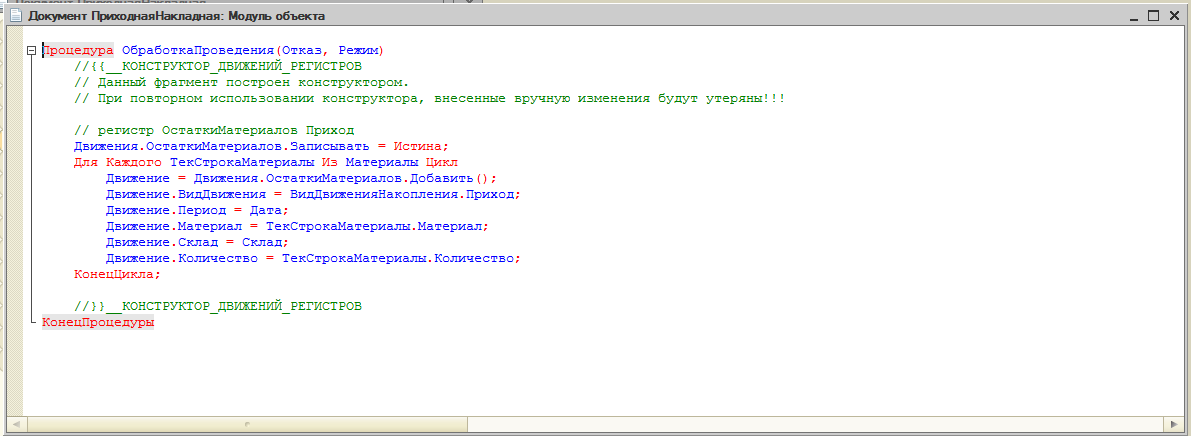 Документ ПриходнаяНакладная: Модуль объекта
Процедура ОбработкаПроведения(Отказ, Режим)
//{{__КОНСТРУКТОР_ДВИЖЕНИЙ_РЕГИСТРОВ
// Данный фрагмент построен конструктором.
// При повторном использовании конструктора, внесенные вручную изменения будут утеряны!!!
// регистр ОстаткиМатериалов Приход
Движения.ОстаткиМатериалов.Записывать = Истина;
Для Каждого ТекСтрокаМатериалы Из Материалы Цикл
Движение = Движения.ОстаткиМатериалов.Добавить();
Движение.ВидДвижения = ВидДвиженияНакопления.Приход;
Движение.Период = Дата;
Движение.Материал = ТекСтрокаМатериалы.Материал;
Движение.Склад = Склад;
Движение.Количество = ТекСтрокаМатериалы.Количество;
КонецЦикла;
//}}__КОНСТРУКТОР_ДВИЖЕНИЙ_РЕГИСТРОВ
КонецПроцедуры